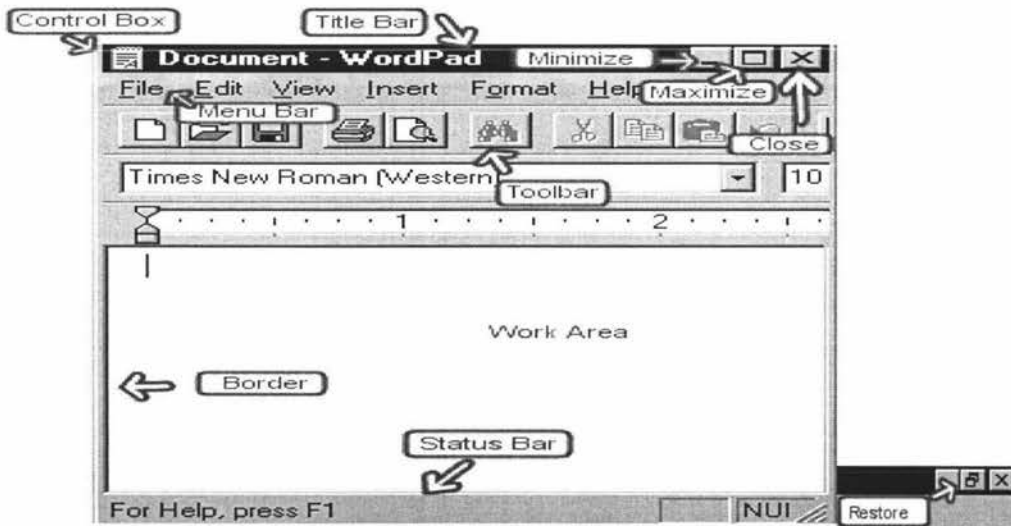 Control Box
Title Bar
Document - WordPad
Minimize
File Edit View Insert Format Help
Maximize
Menu Bar
Close
Times New Roman (Western)
10
Toolbar
1 2
Work Area
Border
Status Bar
For Help, press F1
NUI
Restore